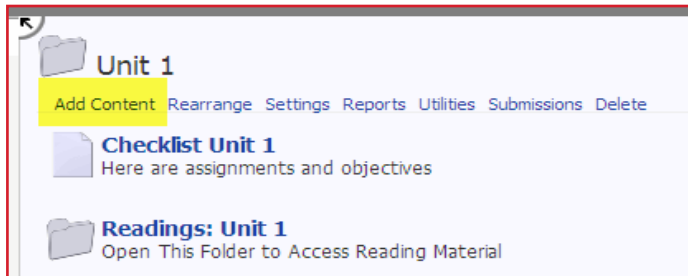 Unit 1
Add Content Rearrange Settings Reports Utilities Submissions Delete
Checklist Unit 1
Here are assignments and objectives
Readings: Unit 1
Open This Folder to Access Reading Material